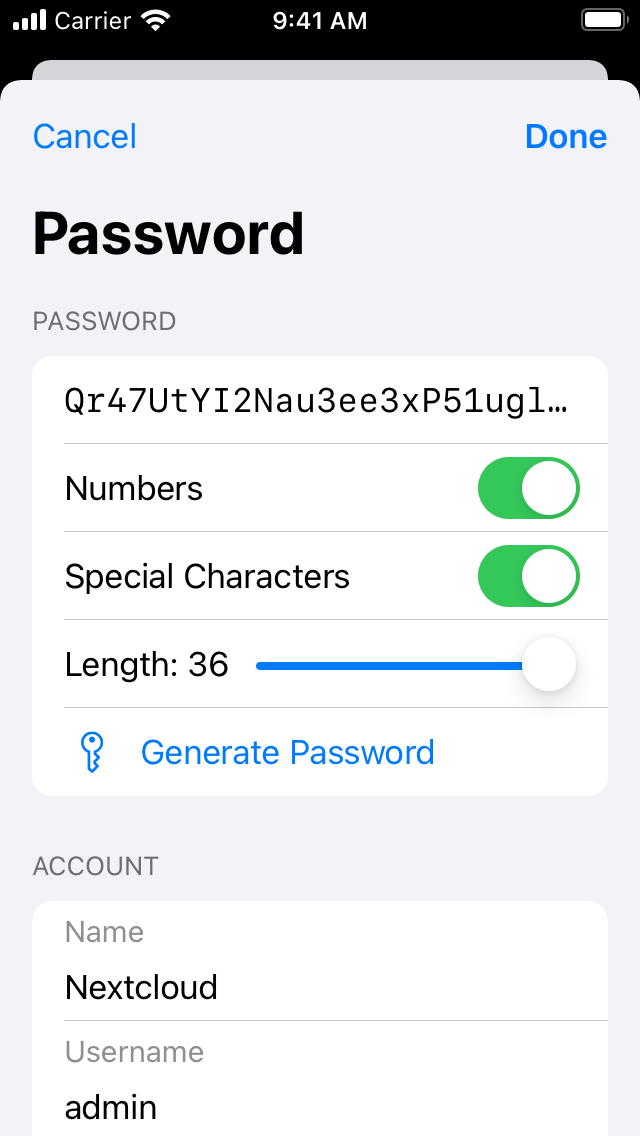 Carrier 9:41 AM
Cancel Done
Password
PASSWORD
Qr47UtYI2Nau3ee3xP51ugl…
Numbers
Special Characters
Length: 36
Generate Password
ACCOUNT
Name
Nextcloud
Username
admin